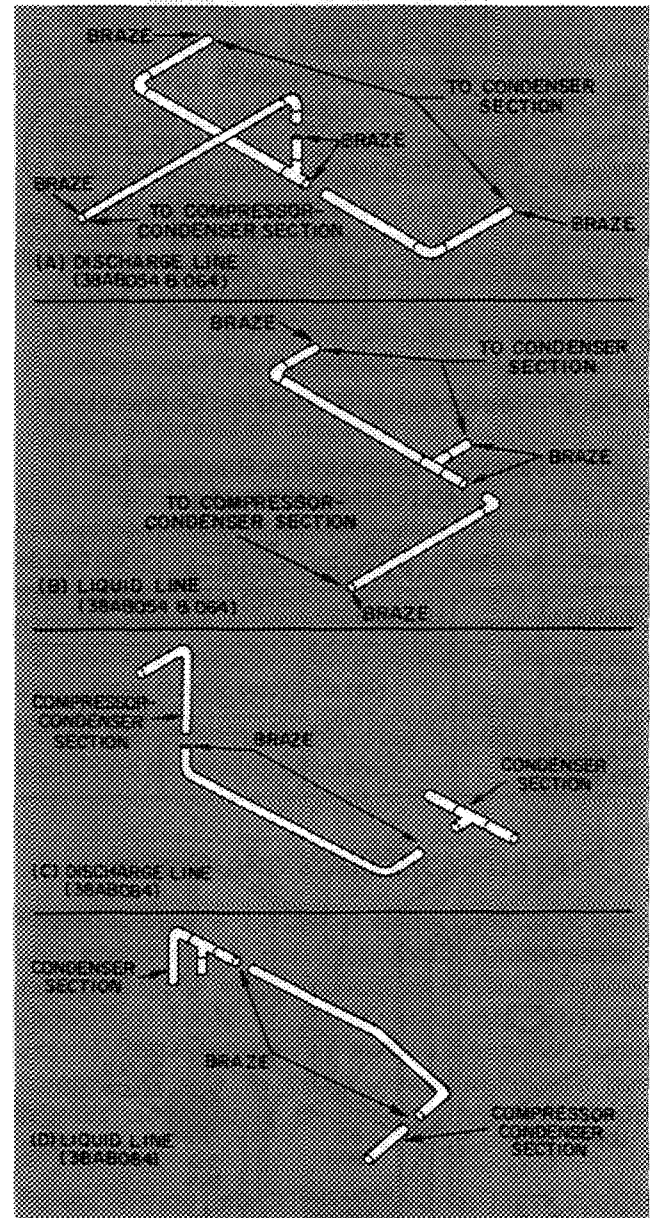 BRAZE
TO CONDENSER
SECTION
BRAZE
BRAZE
TO COMPRESSOR-
CONDENSER SECTION
BRAZE
(A) DISCHARGE LINE
(38AB054 & 064)
BRAZE
TO CONDENSER
SECTION
BRAZE
TO COMPRESSOR-
CONDENSER SECTION
(B) LIQUID LINE
(38AB054 & 064)
BRAZE
COMPRESSOR-
CONDENSER
SECTION
BRAZE
CONDENSER
SECTION
(C) DISCHARGE LINE
(38AB084)
CONDENSER
SECTION
BRAZE
COMPRESSOR
CONDENSER
SECTION
(D) LIQUID LINE
(38AB084)